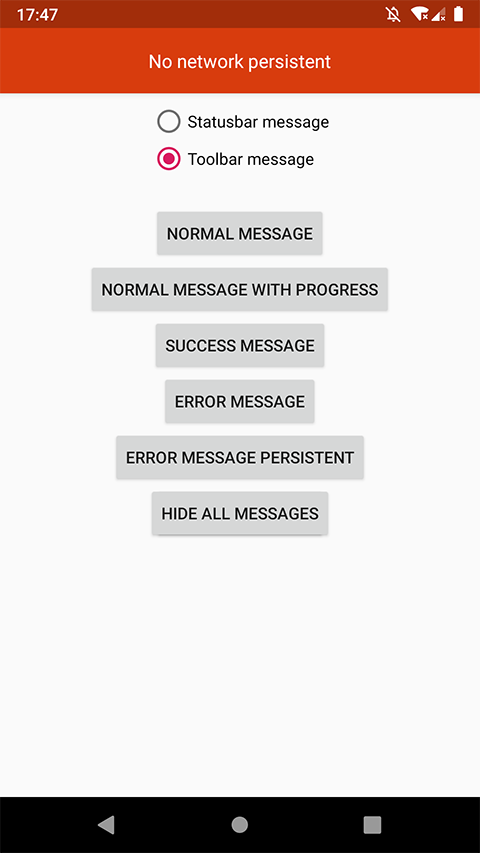 17:47
No network persistent
Statusbar message
Toolbar message
NORMAL MESSAGE
NORMAL MESSAGE WITH PROGRESS
SUCCESS MESSAGE
ERROR MESSAGE
ERROR MESSAGE PERSISTENT
HIDE ALL MESSAGES